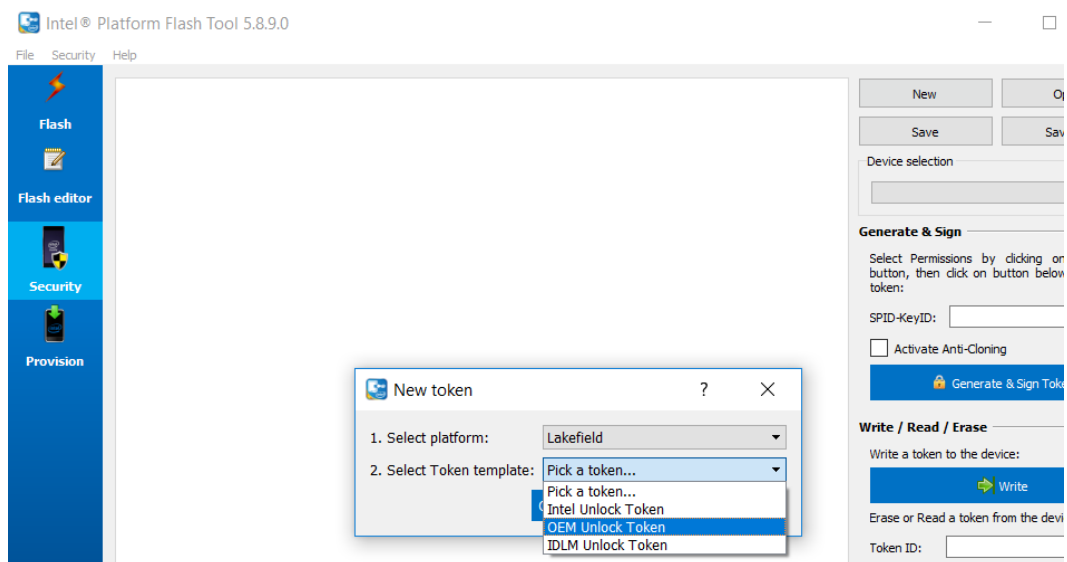 Intel® Platform Flash Tool 5.8.9.0
File Security Help
Flash
Flash editor
Security
Provision
New
Save
Device selection
Generate & Sign
Select Permissions by clicking on
button, then click on button below
token:
SPID-KeyID:
Activate Anti-Cloning
Generate & Sign Toke
Write / Read / Erase
Write a token to the device:
Write
Erase or Read a token from the devi
Token ID:
New token
?
1. Select platform:
Lakefield
2. Select Token template:
Pick a token...
Pick a token...
Intel Unlock Token
OEM Unlock Token
IDLM Unlock Token